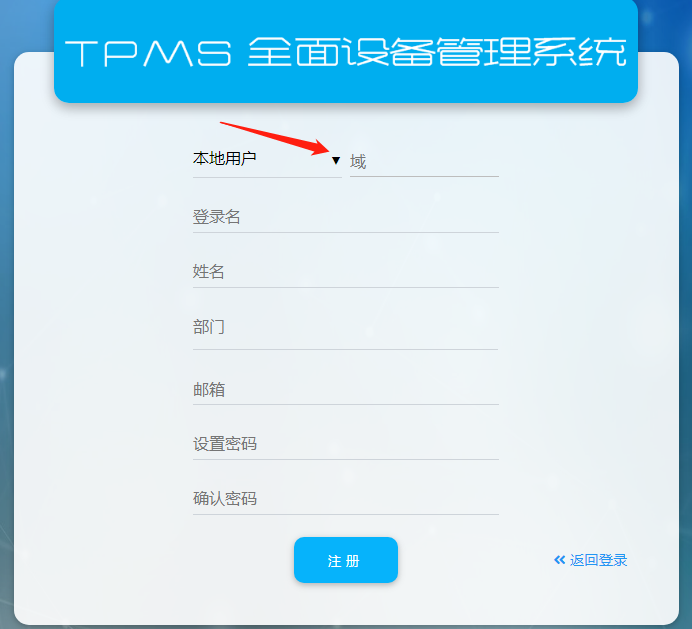 TPMS 全面设备管理系统
本地用户 ▼ 域
登录名
姓名
部门
邮箱
设置密码
确认密码
注 册
返回登录